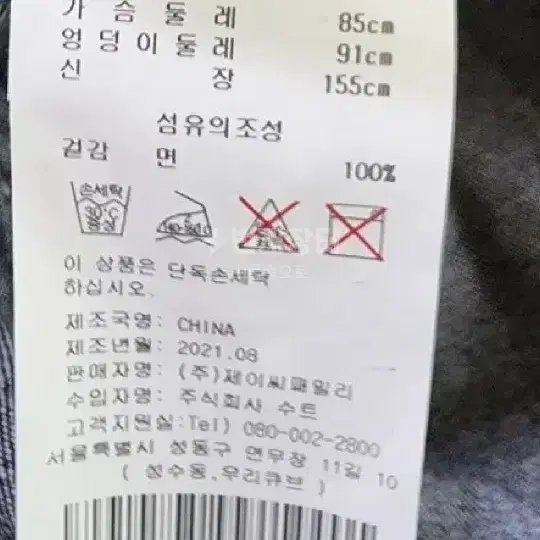 가 슴 둘 레 85cm
엉 덩 이 둘 레 91cm
신 장 155cm
섬유의조성
겉감 면 100%
손세탁
30℃
중성
이 상품은 단독손세탁
하십시오.
제조국명: CHINA
제조년월: 2021.08
판매자명: (주)제이씨패밀리
수입자명: 주식회사 수트
고객지원실:Tel) 080-002-2800
서울특별시 성동구 연무장 11길 10
( 성수동,우리큐브 )